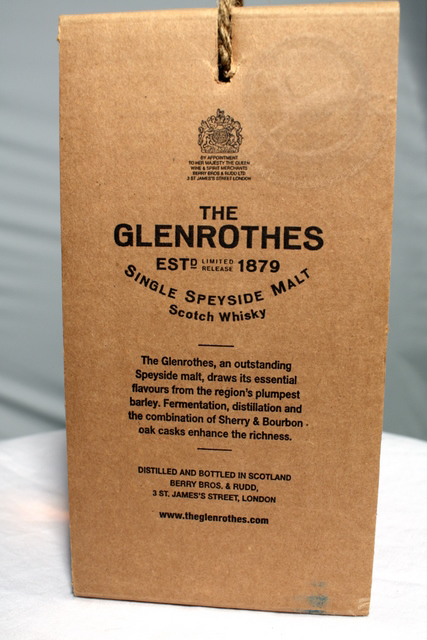 BY APPOINTMENT
TO HER MAJESTY THE QUEEN
WINE & SPIRIT MERCHANTS
BERRY BROS & RUDD LTD
3 ST JAMES'S STREET LONDON
THE
GLENROTHES
ESTD LIMITED RELEASE 1879
SINGLE SPEYSIDE MALT
Scotch Whisky
The Glenrothes, an outstanding
Speyside malt, draws its essential
flavours from the region's plumpest
barley. Fermentation, distillation and
the combination of Sherry & Bourbon
oak casks enhance the richness.
DISTILLED AND BOTTLED IN SCOTLAND
BERRY BROS. & RUDD,
3 ST. JAMES'S STREET, LONDON
www.theglenrothes.com